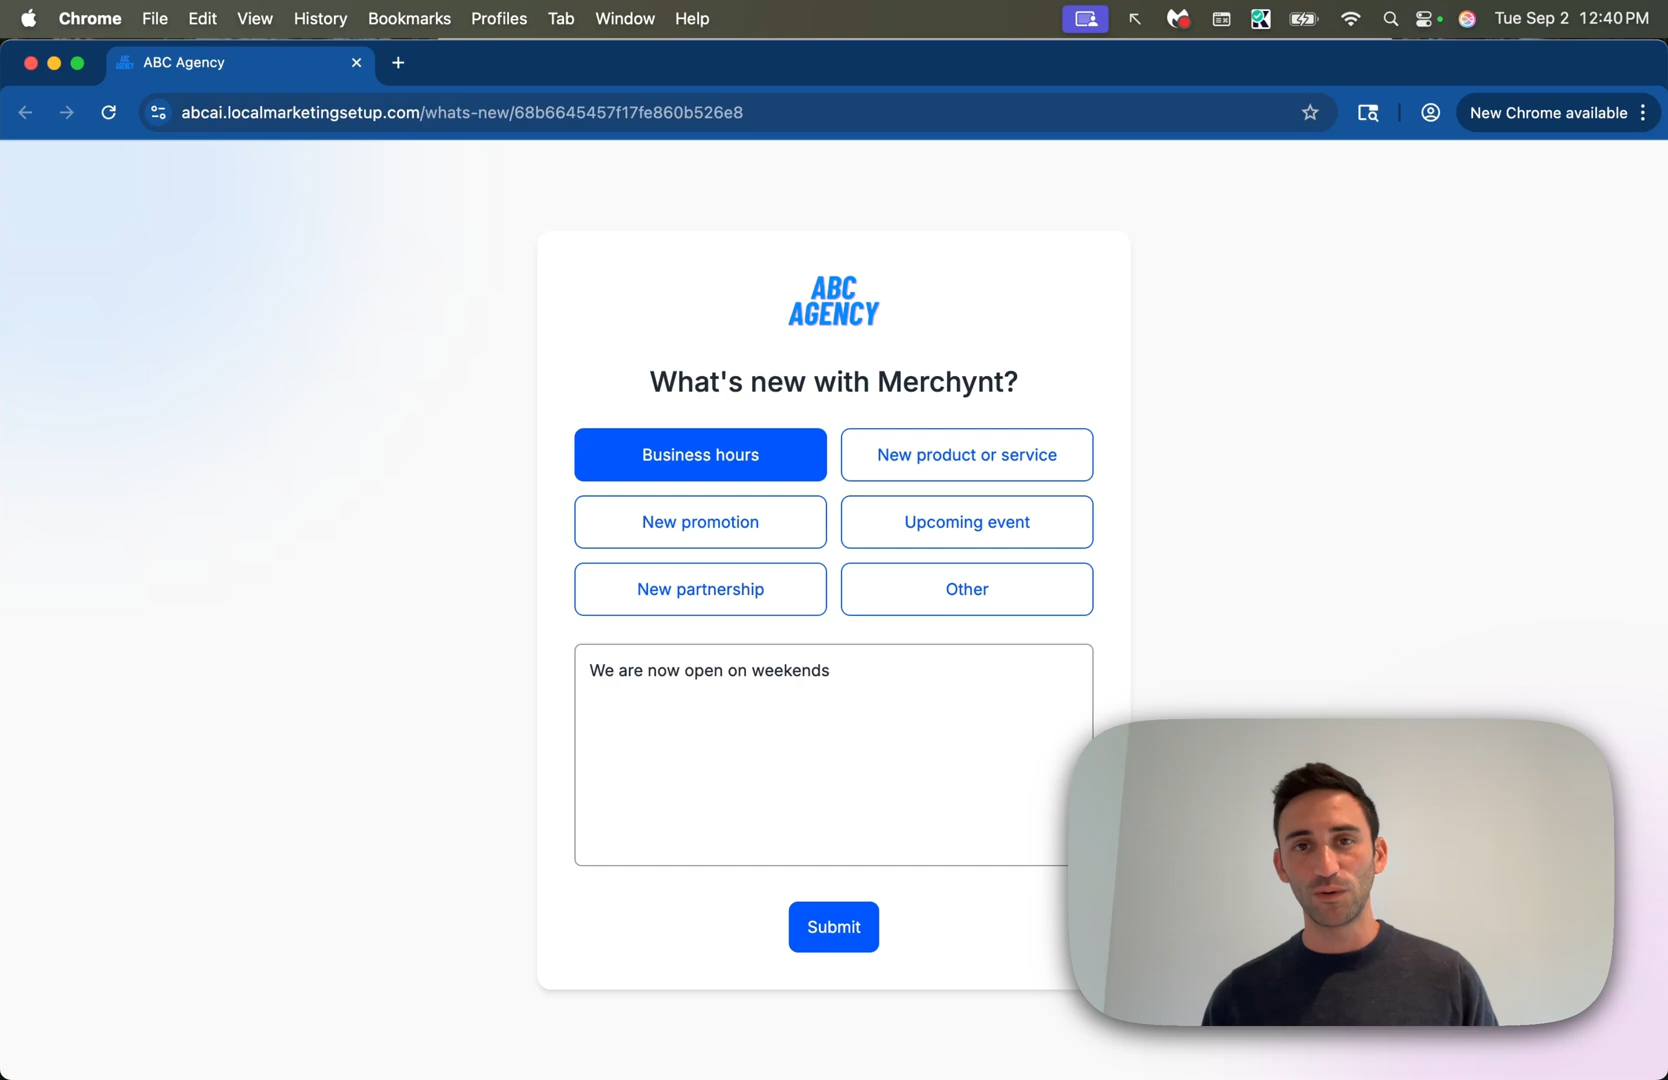 Chrome File Edit View History Bookmarks Profiles Tab Window Help Tue Sep 2 12:40 PM
ABC Agency
abcai.localmarketingsetup.com/whats-new/68b6645457f17fe860b526e8 New Chrome available
ABC
AGENCY
What's new with Merchynt?
Business hours New product or service
New promotion Upcoming event
New partnership Other
We are now open on weekends
Submit